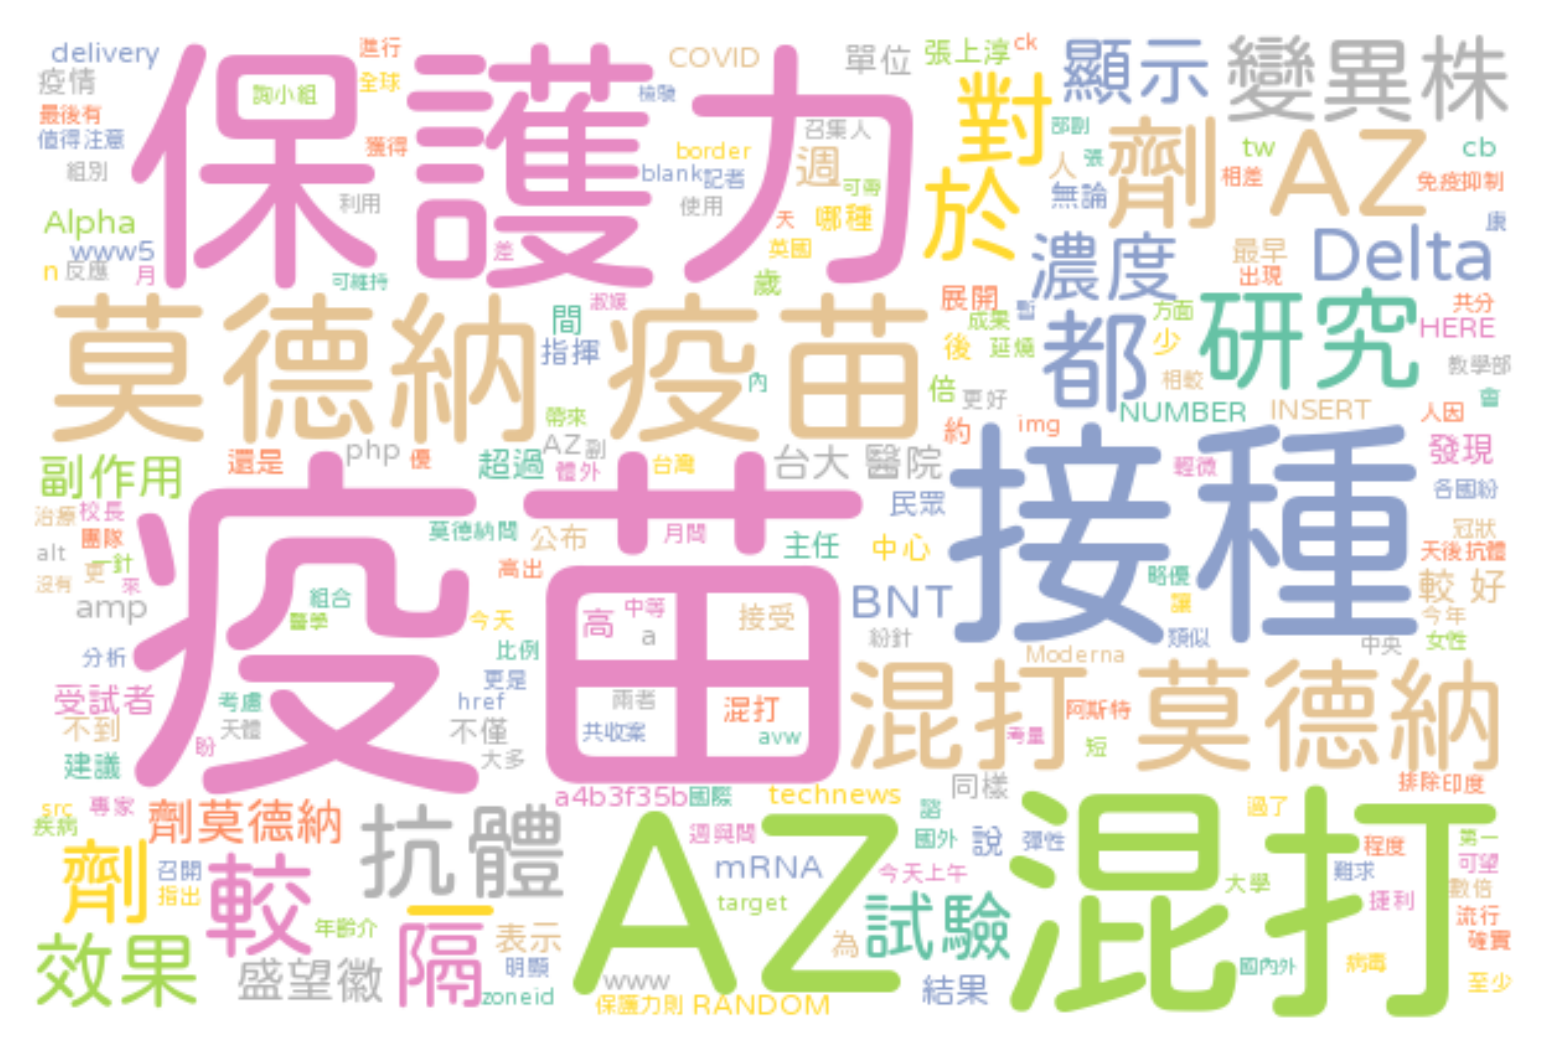 delivery
進行
COVID
單位
張上淳
ck
顯示
變異株
疫情
保護力
詢小組
全球
檢驗
對於
最後有
值得注意
獲得
border
召集人
部副
劑 AZ
tw
cb
組別
blank
記者
週
人
張
相差
免疫抑制
利用
使用
可帶
無論
Alpha
www5
差
天
哪種
英國
濃度
最早
Delta
康
n
反應
月
可維持
歲
出現
莫德納 疫苗
淑媛
間
展開
成果
方面
研究
共分
HERE
指揮
後
延燒
都
少
教學部
內
倍
更好
相較
會
帶來
NUMBER
INSERT
人因
約
img
還是
php
優
AZ
副
超過
體外
台灣
台大 醫院
接種
輕微
發現
副作用
各國紛
治療
校長
疫苗
莫德納間
公布
月間
民眾
冠狀
alt
團隊
一針
主任
中心
天後 抗體
沒有
更
來
高出
略優
較 好
amp
組合
醫學
今天
高
中等
a
接受
BNT
讓
今年
分析
比例
紛針
類似
中央
女性
更是
Moderna
受試者
考慮
href
兩者
混打
混打 莫德納
阿斯特
不到
天體
盼
不僅
共收案
avw
考量
短
建議
大多
同樣
排除
印度
src
專家
劑莫德納
抗體
a4b3f35b
國際
technews
諮
過了
疾病
週與間
國外
說
彈性
程度
第一
劑
召開
較
AZ 混打
mRNA
今天上午
難求
可望
指出
target
試驗
大學
捷利
數倍
年齡介
隔
表示
為
流行
確實
效果
盛望徽
明顯
www
結果
國內外
病毒
至少
zoneid
保護力則
RANDOM